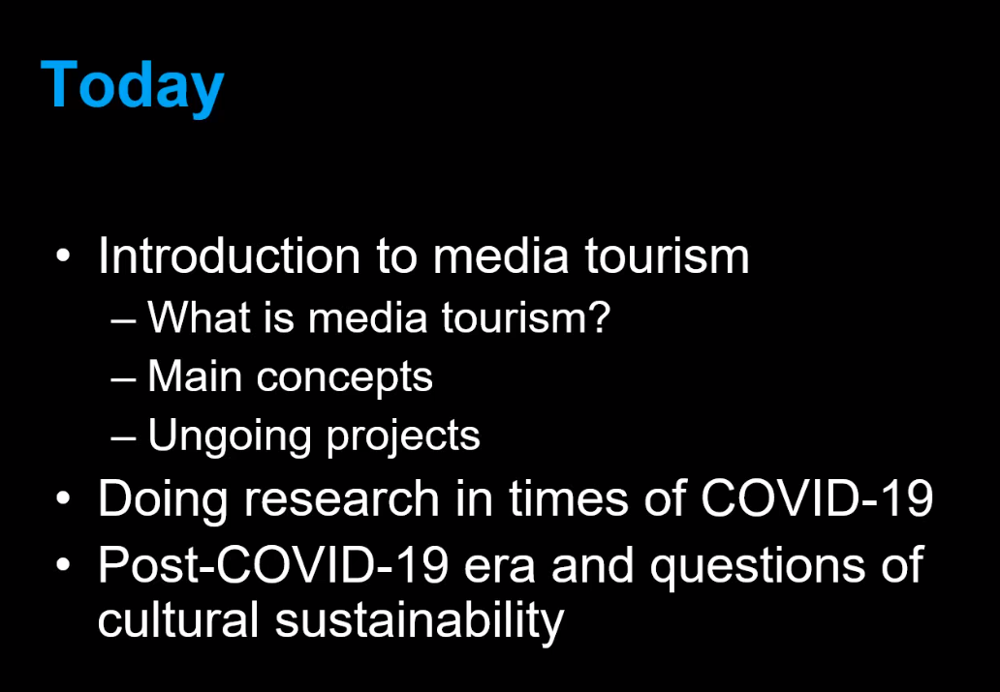 Today
• Introduction to media tourism
– What is media tourism?
– Main concepts
– Ungoing projects
• Doing research in times of COVID-19
• Post-COVID-19 era and questions of
cultural sustainability